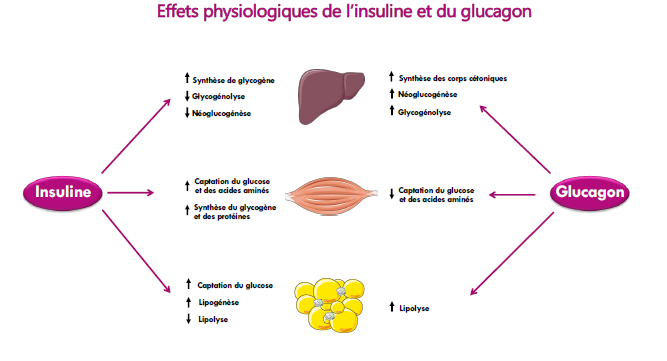 Effets physiologiques de l'insuline et du glucagon
↑ Synthèse de glycogène
↓ Glycogénolyse
↓ Néoglucogénèse
↑ Synthèse des corps cétoniques
↑ Néoglucogénèse
↑ Glycogénolyse
Insuline
↑ Captation du glucose
et des acides aminés
↑ Synthèse du glycogène
et des protéines
↓ Captation du glucose
et des acides aminés
Glucagon
↑ Captation du glucose
↑ Lipogénèse
↓ Lipolyse
↑ Lipolyse